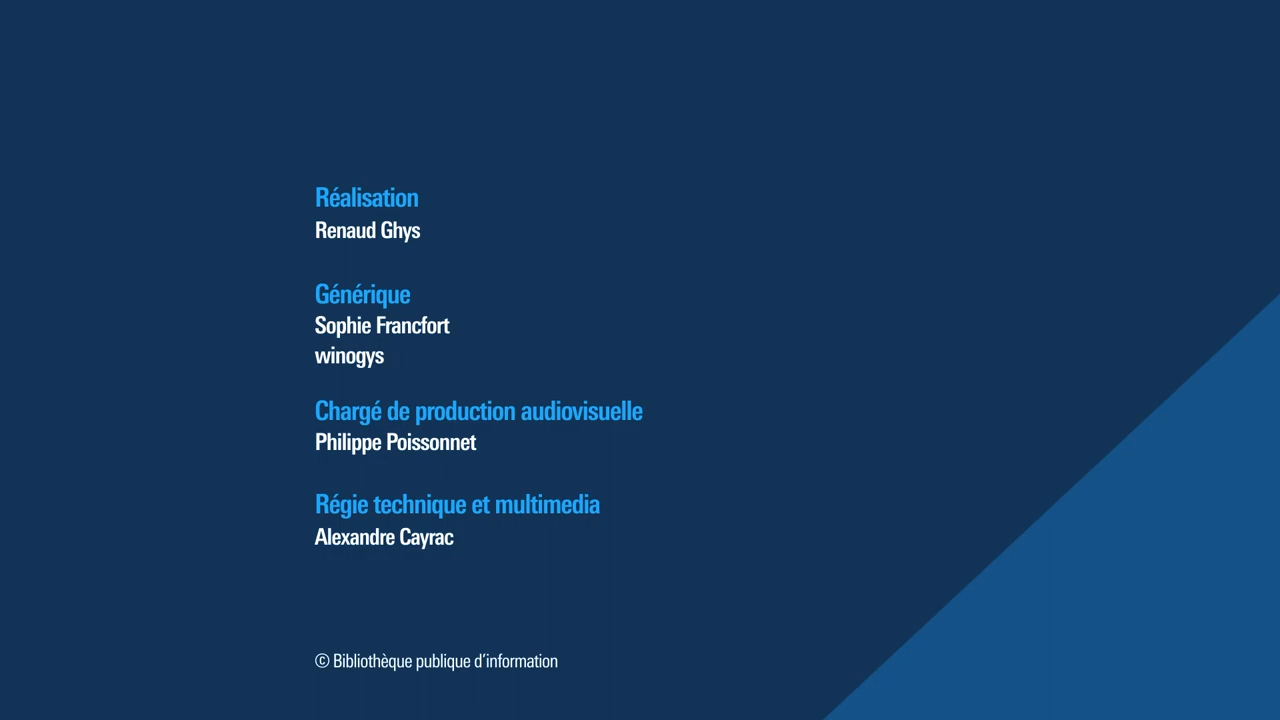 Réalisation
Renaud Ghys
Générique
Sophie Francfort
winogys
Chargé de production audiovisuelle
Philippe Poissonnet
Régie technique et multimedia
Alexandre Cayrac
© Bibliothèque publique d’information